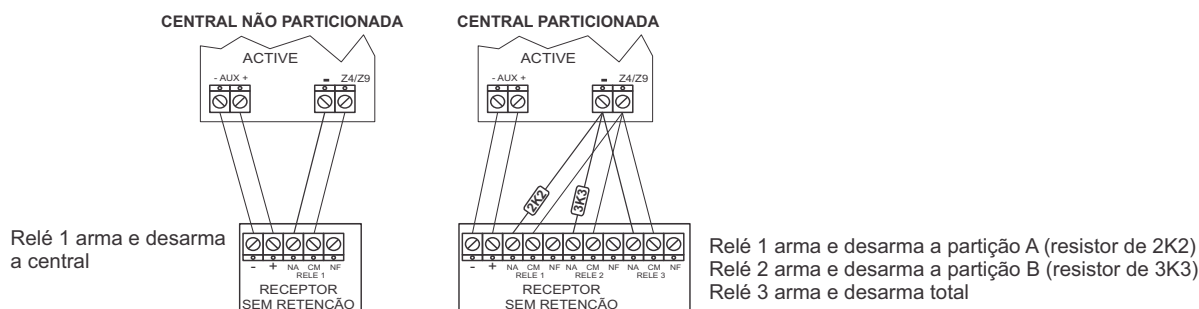 CENTRAL NÃO PARTICIONADA
ACTIVE
- AUX +
- Z4/Z9
Relé 1 arma e desarma
a central
- + NA CM NF
RELE 1
RECEPTOR
SEM RETENÇÃO
CENTRAL PARTICIONADA
ACTIVE
- AUX +
- Z4/Z9
2K2
3K3
- + NA CM NF NA CM NF NA CM NF
RELE 1 RELE 2 RELE 3
RECEPTOR
SEM RETENÇÃO
Relé 1 arma e desarma a partição A (resistor de 2K2)
Relé 2 arma e desarma a partição B (resistor de 3K3)
Relé 3 arma e desarma total